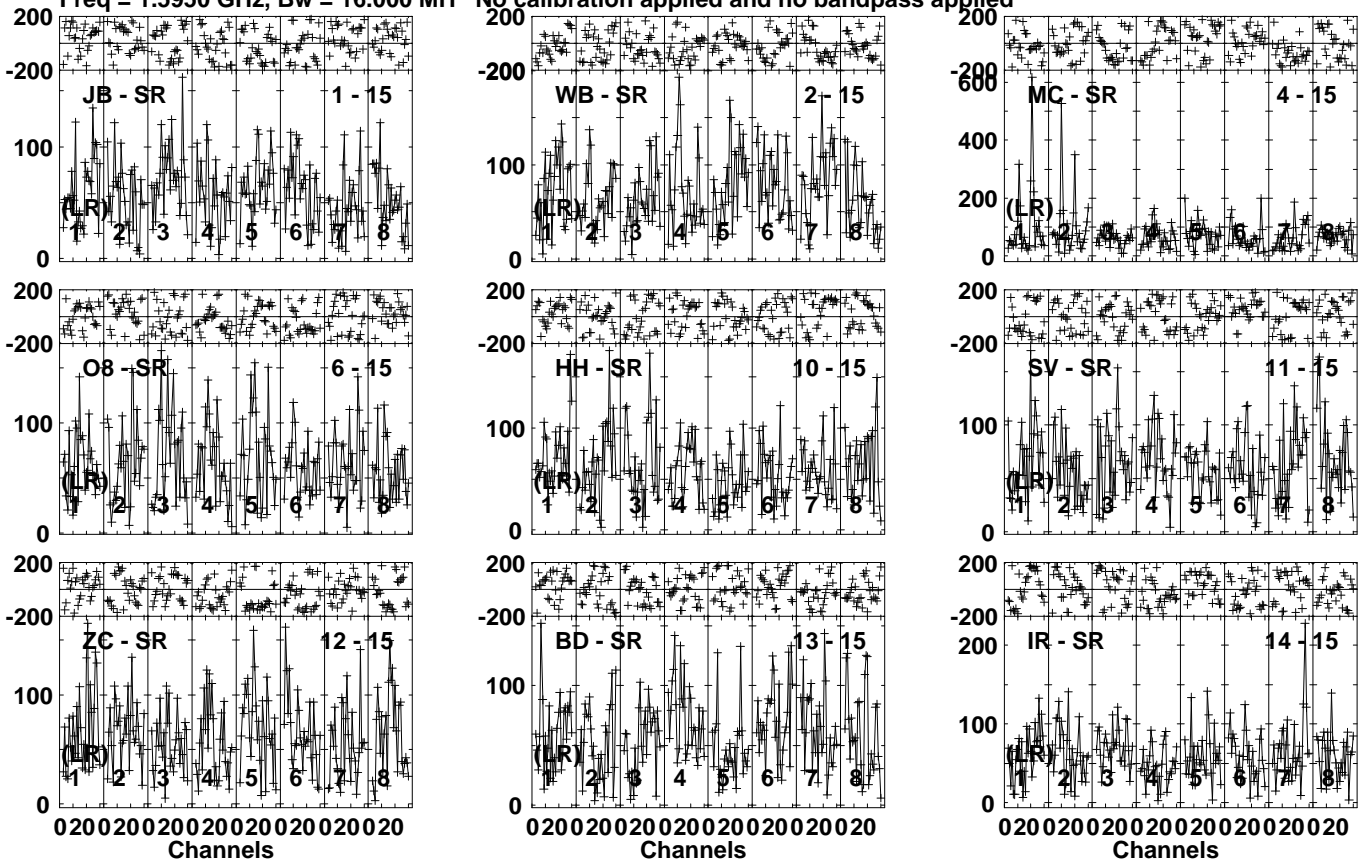 Freq = 1.5950 GHz, Bw = 16.000 MH No calibration applied and no bandpass applied
200 200 200
-200 -200 -200
600
JB - SR 1 - 15 WB - SR 2 - 15 MC - SR 4 - 15
100 100 400
200
(LR) (LR) (LR)
1 2 3 4 5 6 7 8 1 2 3 4 5 6 7 8 1 2 3 4 5 6 7 8
0 0 0
200 200 200
-200 -200 -200
O8 - SR 6 - 15 HH - SR 10 - 15 SV - SR 11 - 15
100 100 100
(LR) (LR) (LR)
1 2 3 4 5 6 7 8 1 2 3 4 5 6 7 8 1 2 3 4 5 6 7 8
0 0 0
200 200 200
-200 -200 -200
ZC - SR 12 - 15 BD - SR 13 - 15 IR - SR 14 - 15
200
100 100 100
(LR) (LR) (LR)
1 2 3 4 5 6 7 8 1 2 3 4 5 6 7 8 1 2 3 4 5 6 7 8
0 0 0
0 20 0 20 0 20 0 20 0 20 0 20 0 20 0 20 0 20 0 20 0 20 0 20 0 20 0 20 0 20 0 20 0 20 0 20 0 20 0 20 0 20 0 20 0 20 0 20
Channels Channels Channels